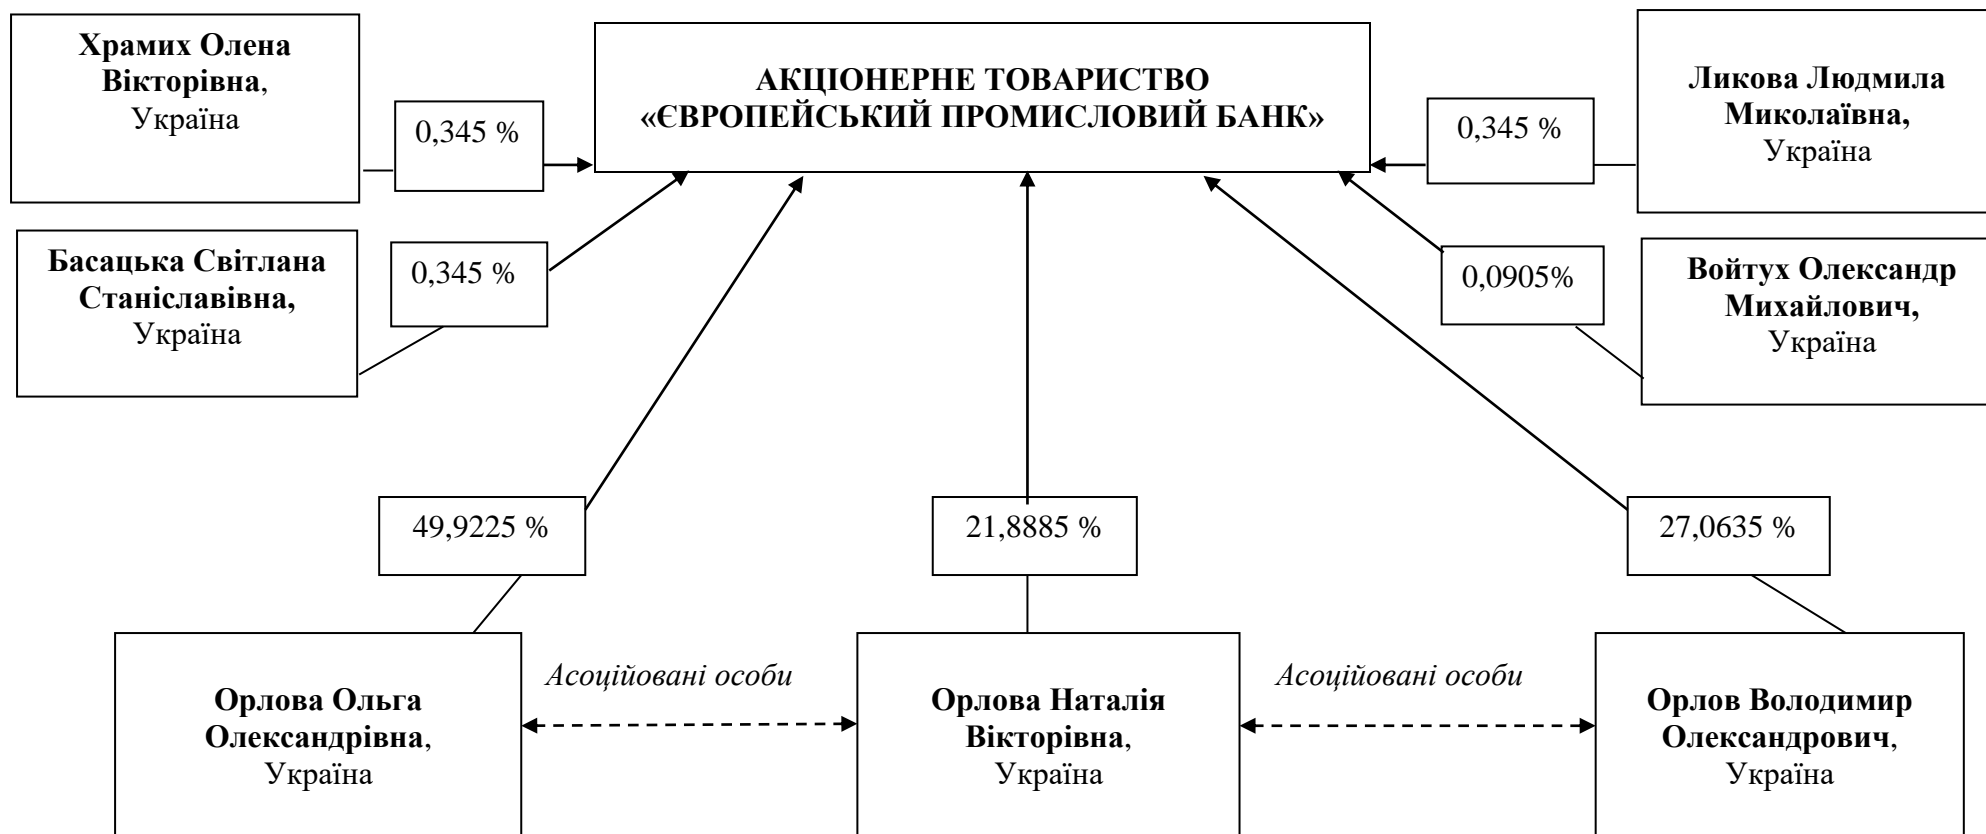 Храмих Олена
Вікторівна,
Україна
0,345 %
АКЦІОНЕРНЕ ТОВАРИСТВО
«ЄВРОПЕЙСЬКИЙ ПРОМИСЛОВИЙ БАНК»
0,345 %
Ликова Людмила
Миколаївна,
Україна
Басацька Світлана
Станіславівна,
Україна
0,345 %
0,0905%
Войтух Олександр
Михайлович,
Україна
49,9225 %
21,8885 %
27,0635 %
Орлова Ольга
Олександрівна,
Україна
Асоційовані особи
Орлова Наталія
Вікторівна,
Україна
Асоційовані особи
Орлов Володимир
Олександрович,
Україна